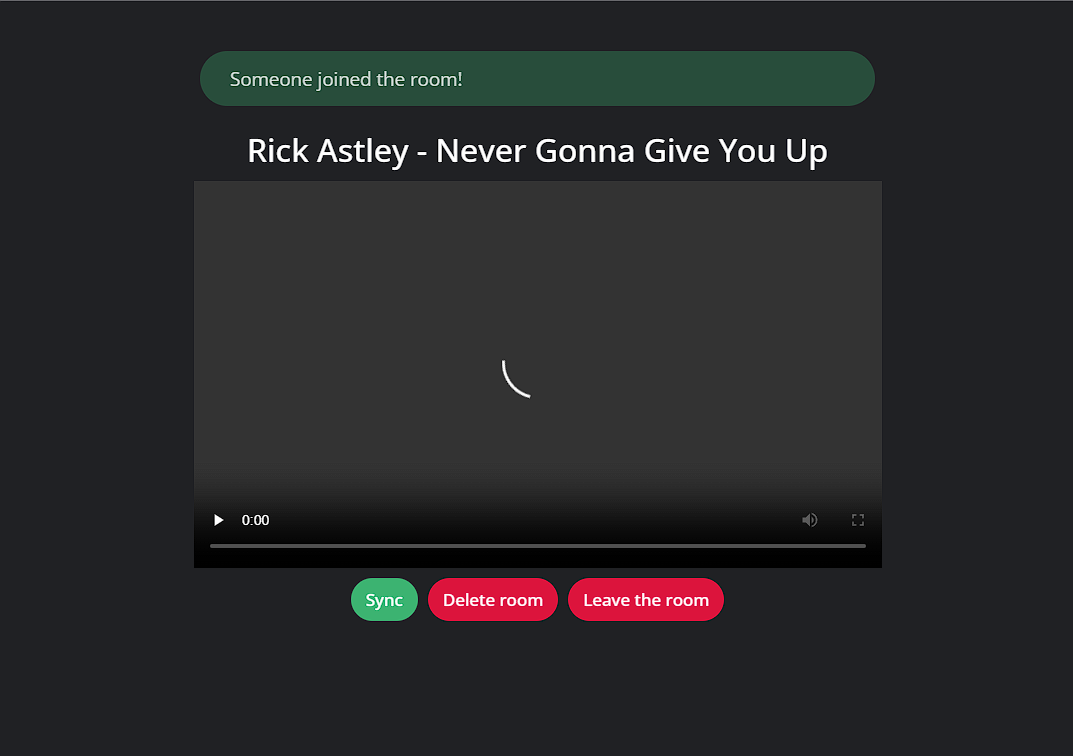 Someone joined the room!
Rick Astley - Never Gonna Give You Up
0:00
Sync
Delete room
Leave the room